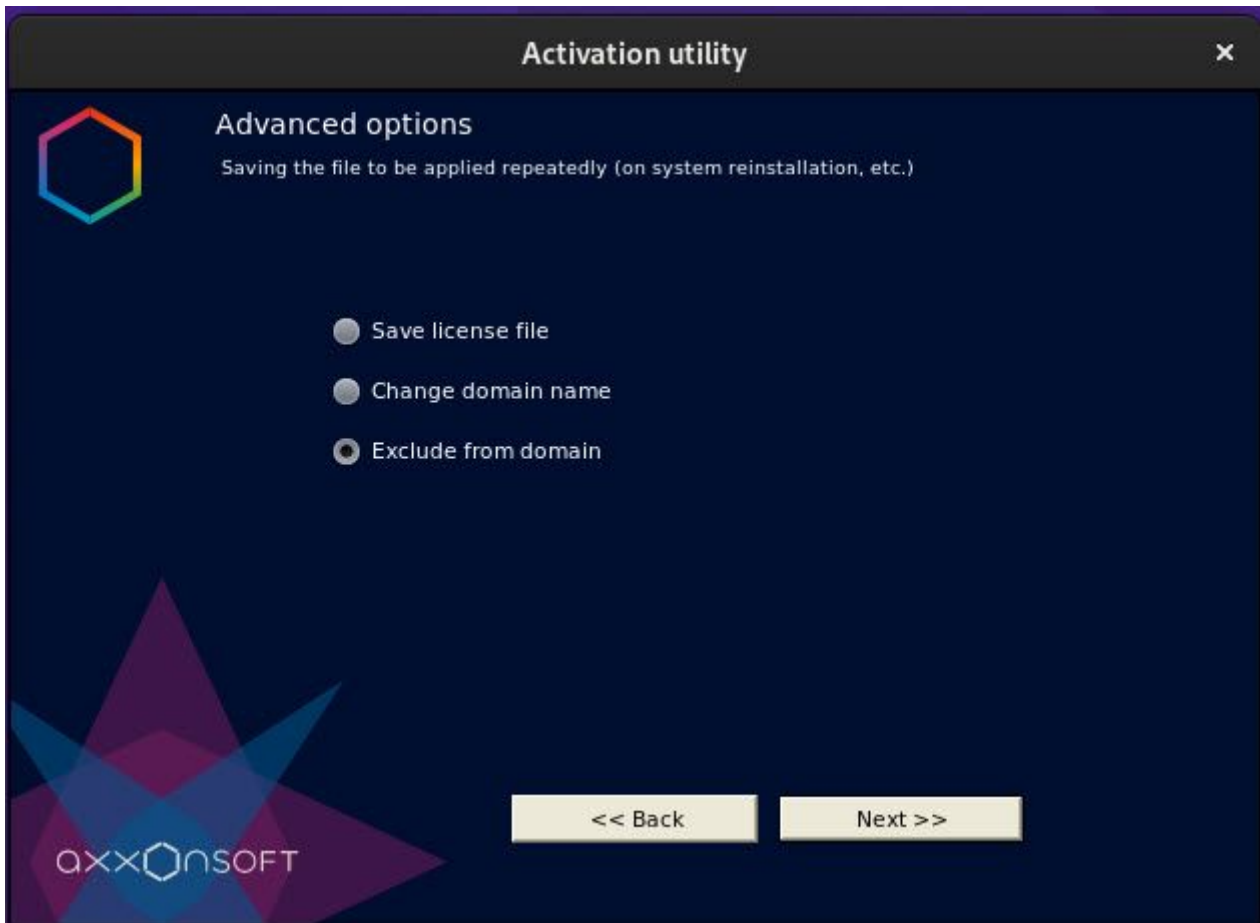 Activation utility
Advanced options
Saving the file to be applied repeatedly (on system reinstallation, etc.)
Save license file
Change domain name
Exclude from domain
<< Back
Next >>
axxonsoft